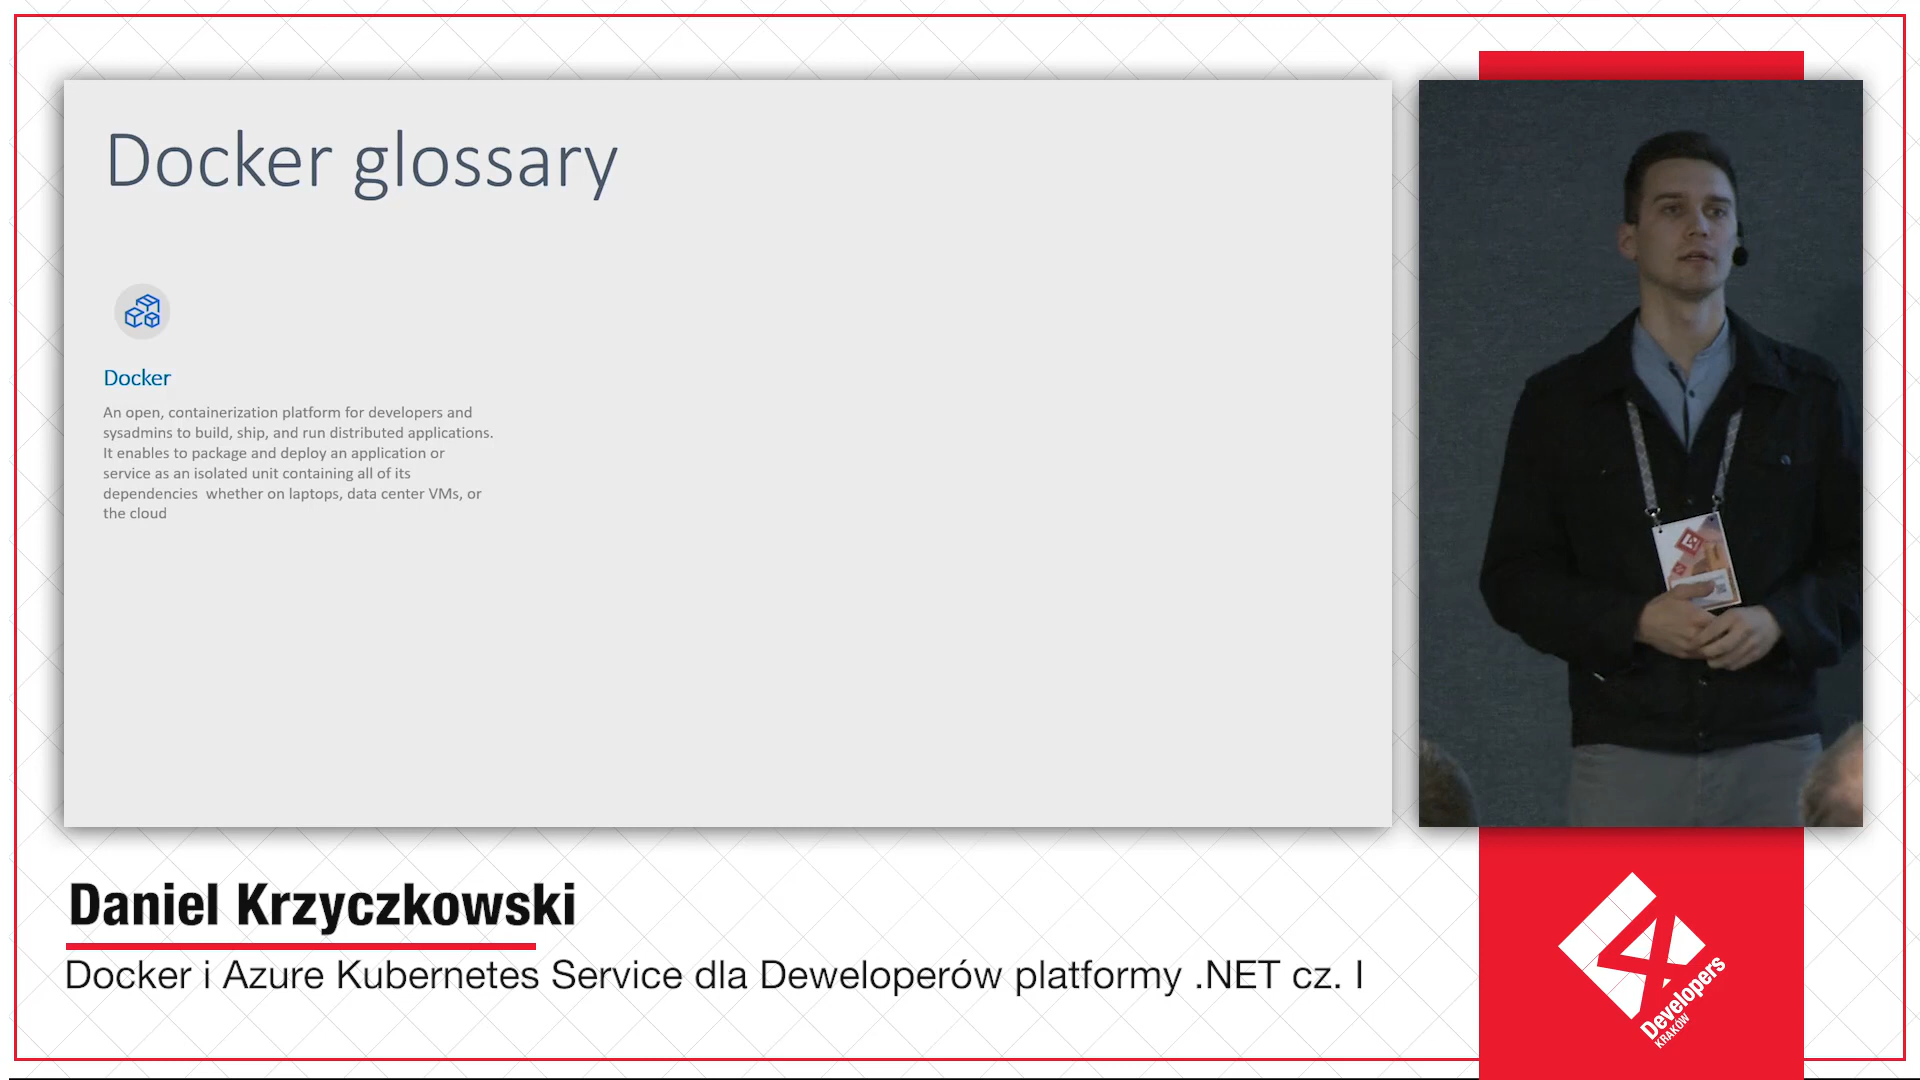 Docker glossary
Docker
An open, containerization platform for developers and
sysadmins to build, ship, and run distributed applications.
It enables to package and deploy an application or
service as an isolated unit containing all of its
dependencies  whether on laptops, data center VMs, or
the cloud
Daniel Krzyczkowski
Docker i Azure Kubernetes Service dla Deweloperów platformy .NET cz. I
4
Developers
KRAKÓW